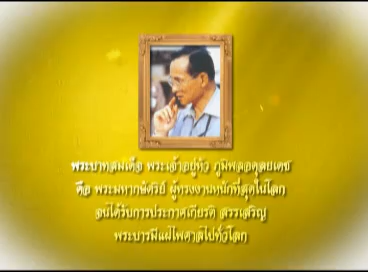 พระบาทสมเด็จ พระเจ้าอยู่หัว ภูมิพลอดุลยเดช
คือ พระมหากษัตริย์ ผู้ทรงงานหนักที่สุดในโลก
จนได้รับการประกาศเกียรติ สรรเสริญ
พระบารมีแผ่ไพศาลไปทั่วโลก